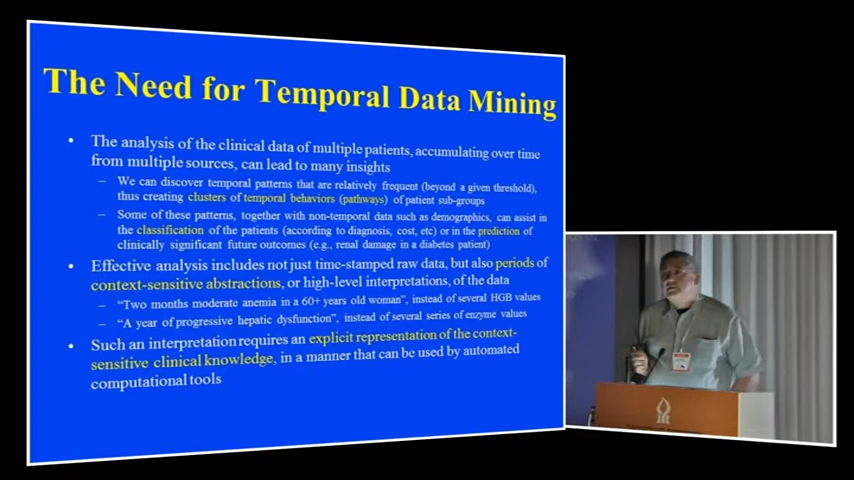 The Need for Temporal Data Mining
• The analysis of the clinical data of multiple patients, accumulating over time
from multiple sources, can lead to many insights
– We can discover temporal patterns that are relatively frequent (beyond a given threshold),
thus creating clusters of temporal behaviors (pathways) of patient sub-groups
– Some of these patterns, together with non-temporal data such as demographics, can assist in
the classification of the patients (according to diagnosis, cost, etc) or in the prediction of
clinically significant future outcomes (e.g., renal damage in a diabetes patient)
• Effective analysis includes not just time-stamped raw data, but also periods of
context-sensitive abstractions, or high-level interpretations, of the data
– “Two months moderate anemia in a 60+ years old woman”, instead of several HGB values
– “A year of progressive hepatic dysfunction”, instead of several series of enzyme values
• Such an interpretation requires an explicit representation of the context-
sensitive clinical knowledge, in a manner that can be used by automated
computational tools